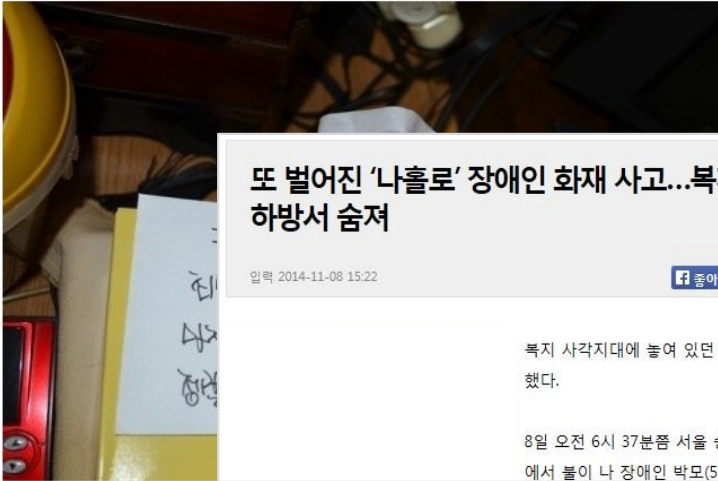 또 벌어진 ‘나홀로’ 장애인 화재 사고…복
하방서 숨져
입력 2014-11-08 15:22
좋아
복지 사각지대에 놓여 있던
했다.
8일 오전 6시 37분쯤 서울
에서 불이 나 장애인 박모(5